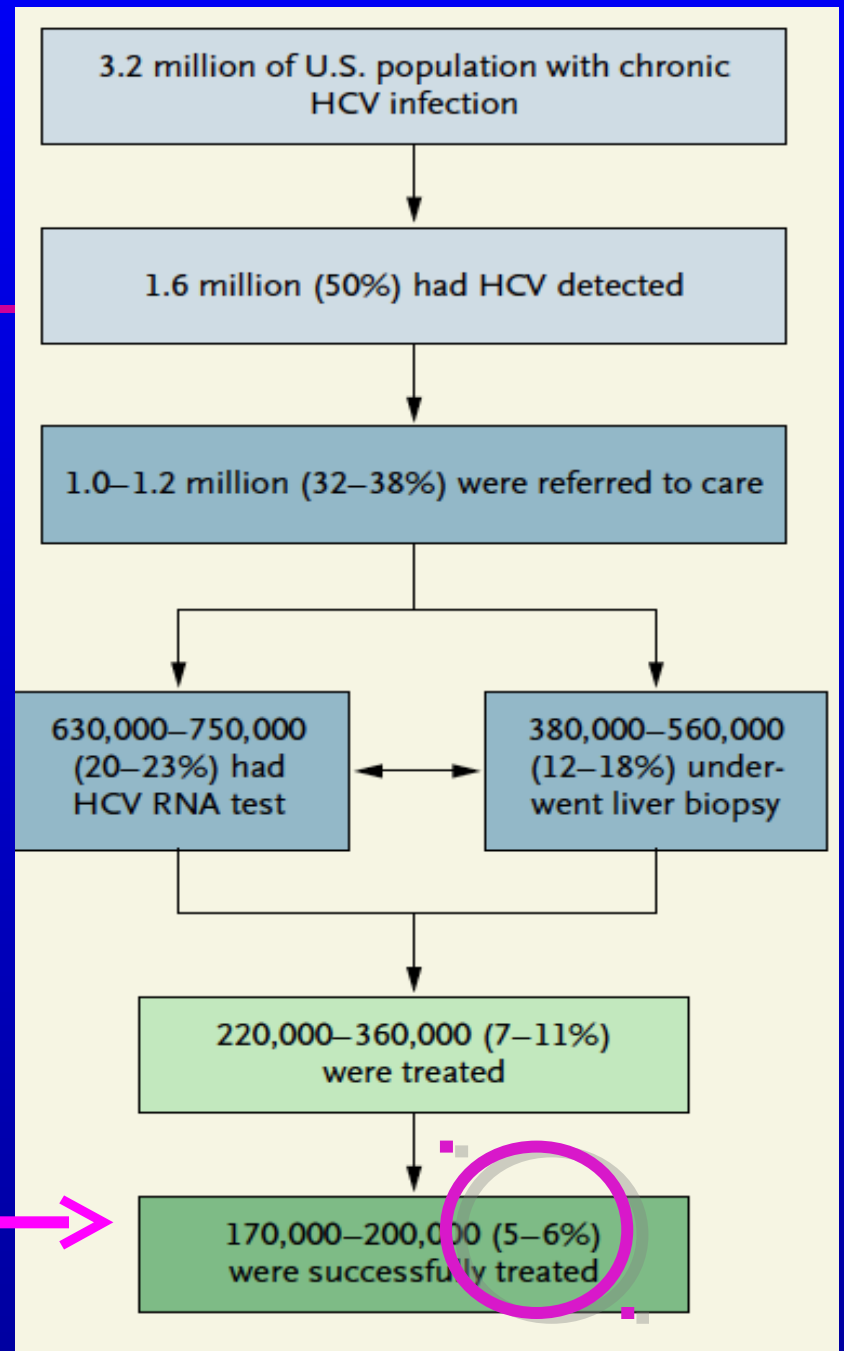 3.2 million of U.S. population with chronic
HCV infection
1.6 million (50%) had HCV detected
1.0–1.2 million (32–38%) were referred to care
630,000–750,000
(20–23%) had
HCV RNA test
380,000–560,000
(12–18%) under-
went liver biopsy
220,000–360,000 (7–11%)
were treated
170,000–200,000 (5–6%)
were successfully treated